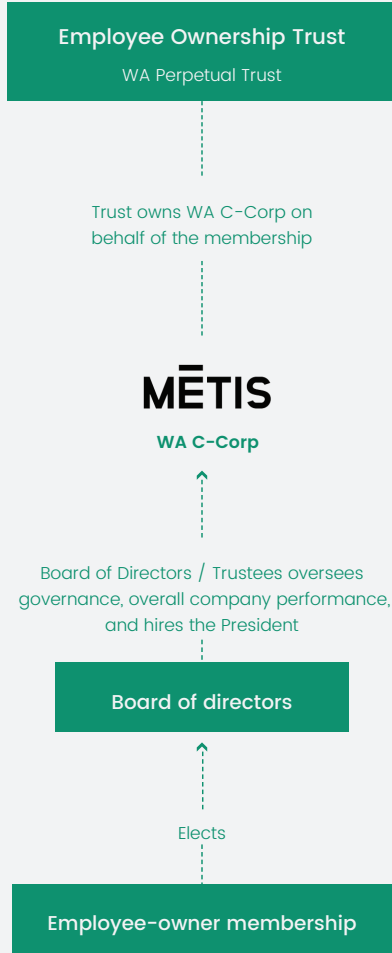 Employee Ownership Trust
WA Perpetual Trust
Trust owns WA C-Corp on
behalf of the membership
MĒTIS
WA C-Corp
Board of Directors / Trustees oversees
governance, overall company performance,
and hires the President
Board of directors
Elects
Employee-owner membership